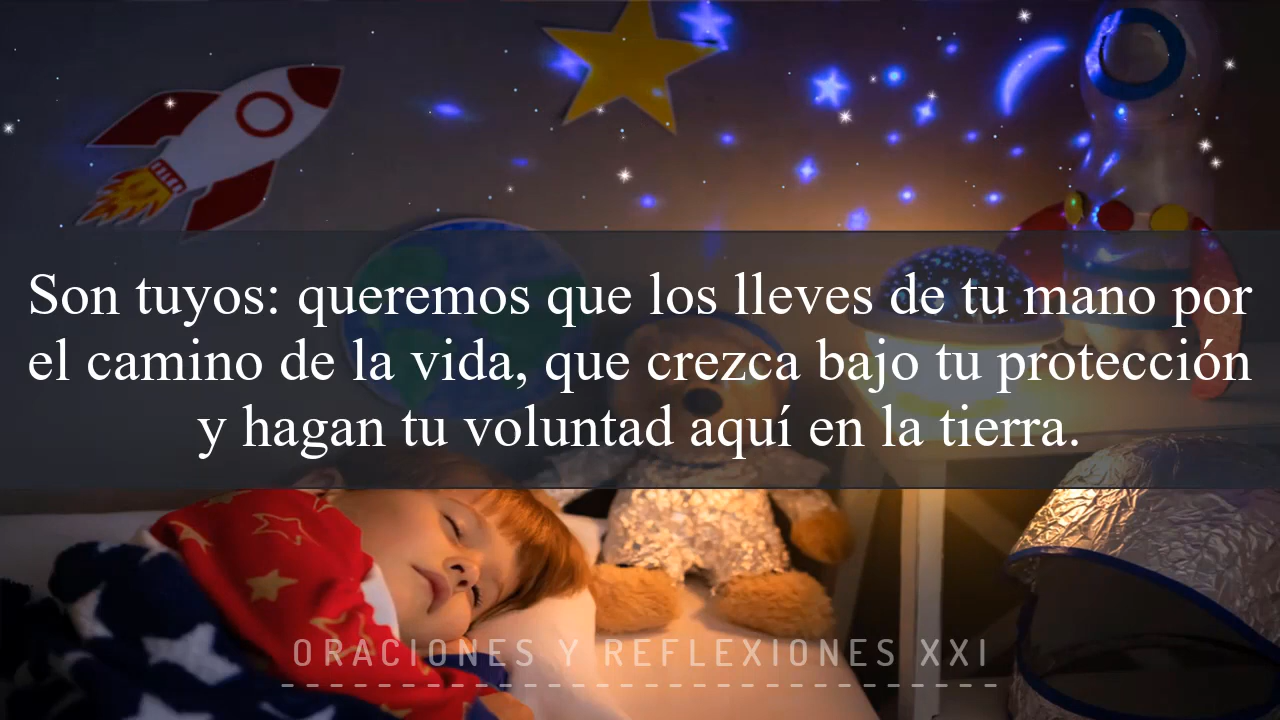 Son tuyos: queremos que los lleves de tu mano por
el camino de la vida, que crezca bajo tu protección
y hagan tu voluntad aquí en la tierra.
ORACIONES Y REFLEXIONES XXI